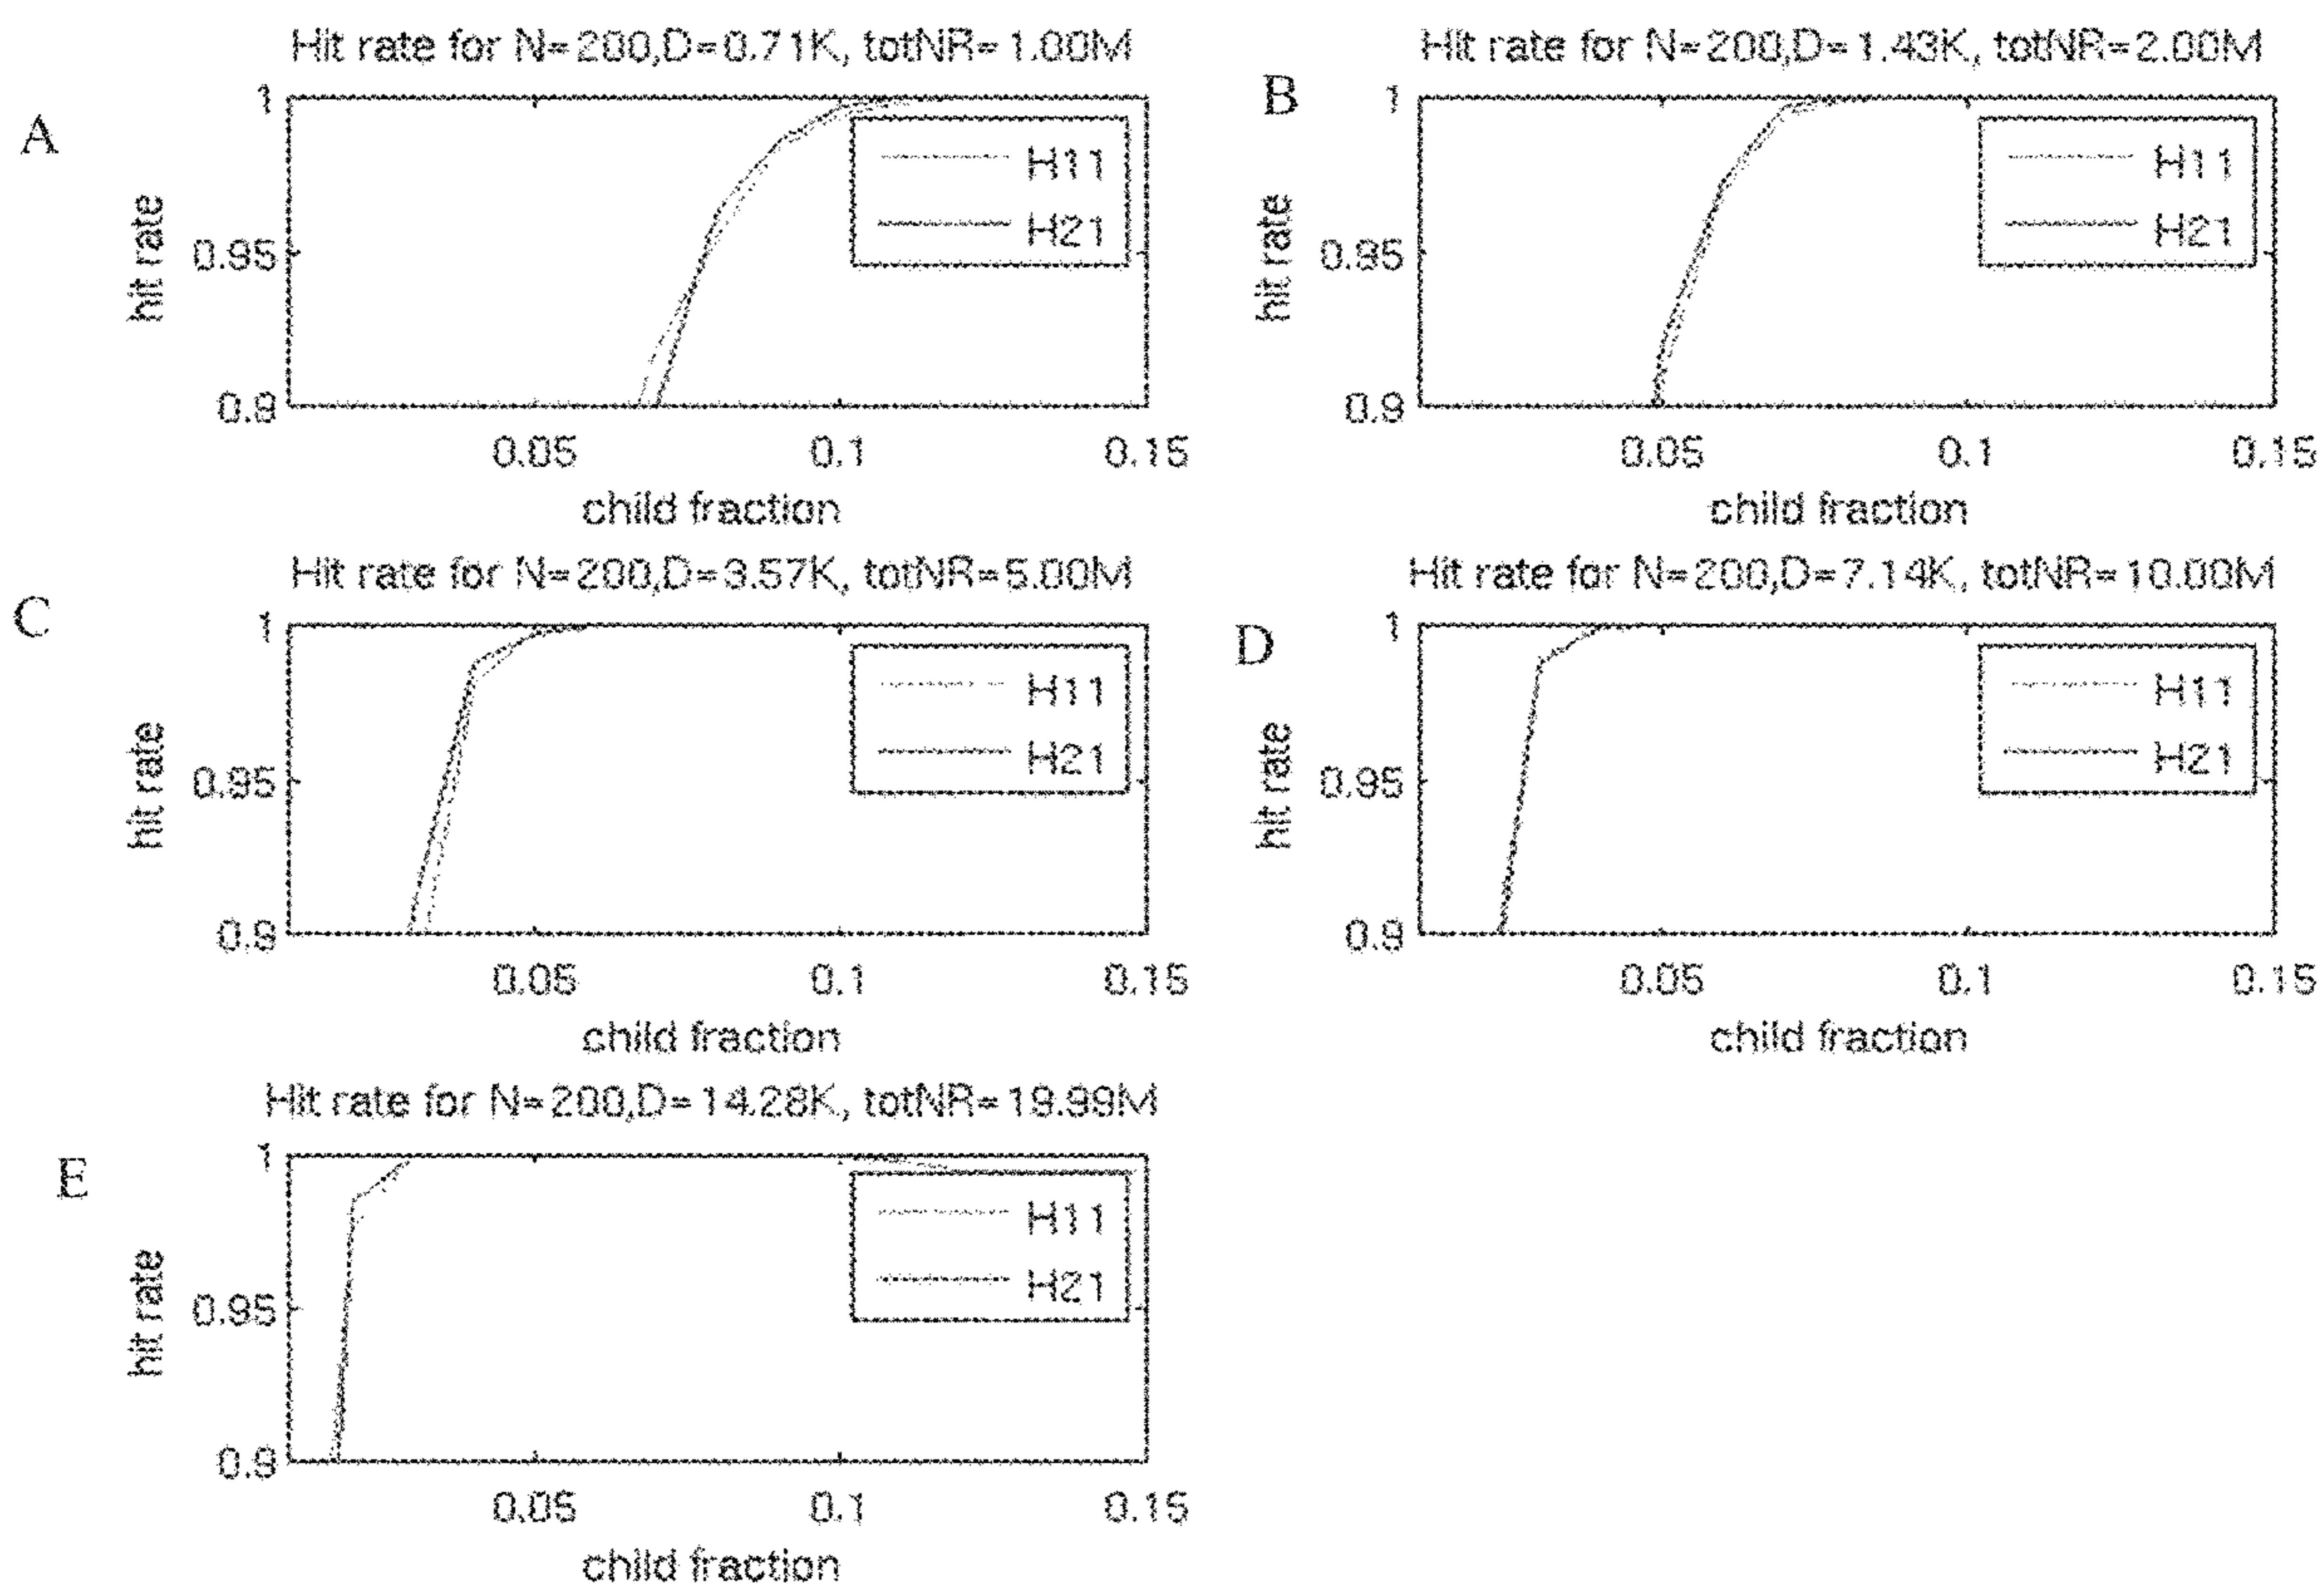 A
Hit rate for N=200,D=0.71K, totNR=1.00M
1
0.95
0.9
hit rate
H11
H21
0.05 0.1 0.15
child fraction
B
Hit rate for N=200,D=1.43K, totNR=2.00M
1
0.95
0.9
hit rate
H11
H21
0.05 0.1 0.15
child fraction
C
Hit rate for N=200,D=3.57K, totNR=5.00M
1
0.95
0.9
hit rate
H11
H21
0.05 0.1 0.15
child fraction
D
Hit rate for N=200,D=7.14K, totNR=10.00M
1
0.95
0.9
hit rate
H11
H21
0.05 0.1 0.15
child fraction
E
Hit rate for N=200,D=14.28K, totNR=19.99M
1
0.95
0.9
hit rate
H11
H21
0.05 0.1 0.15
child fraction